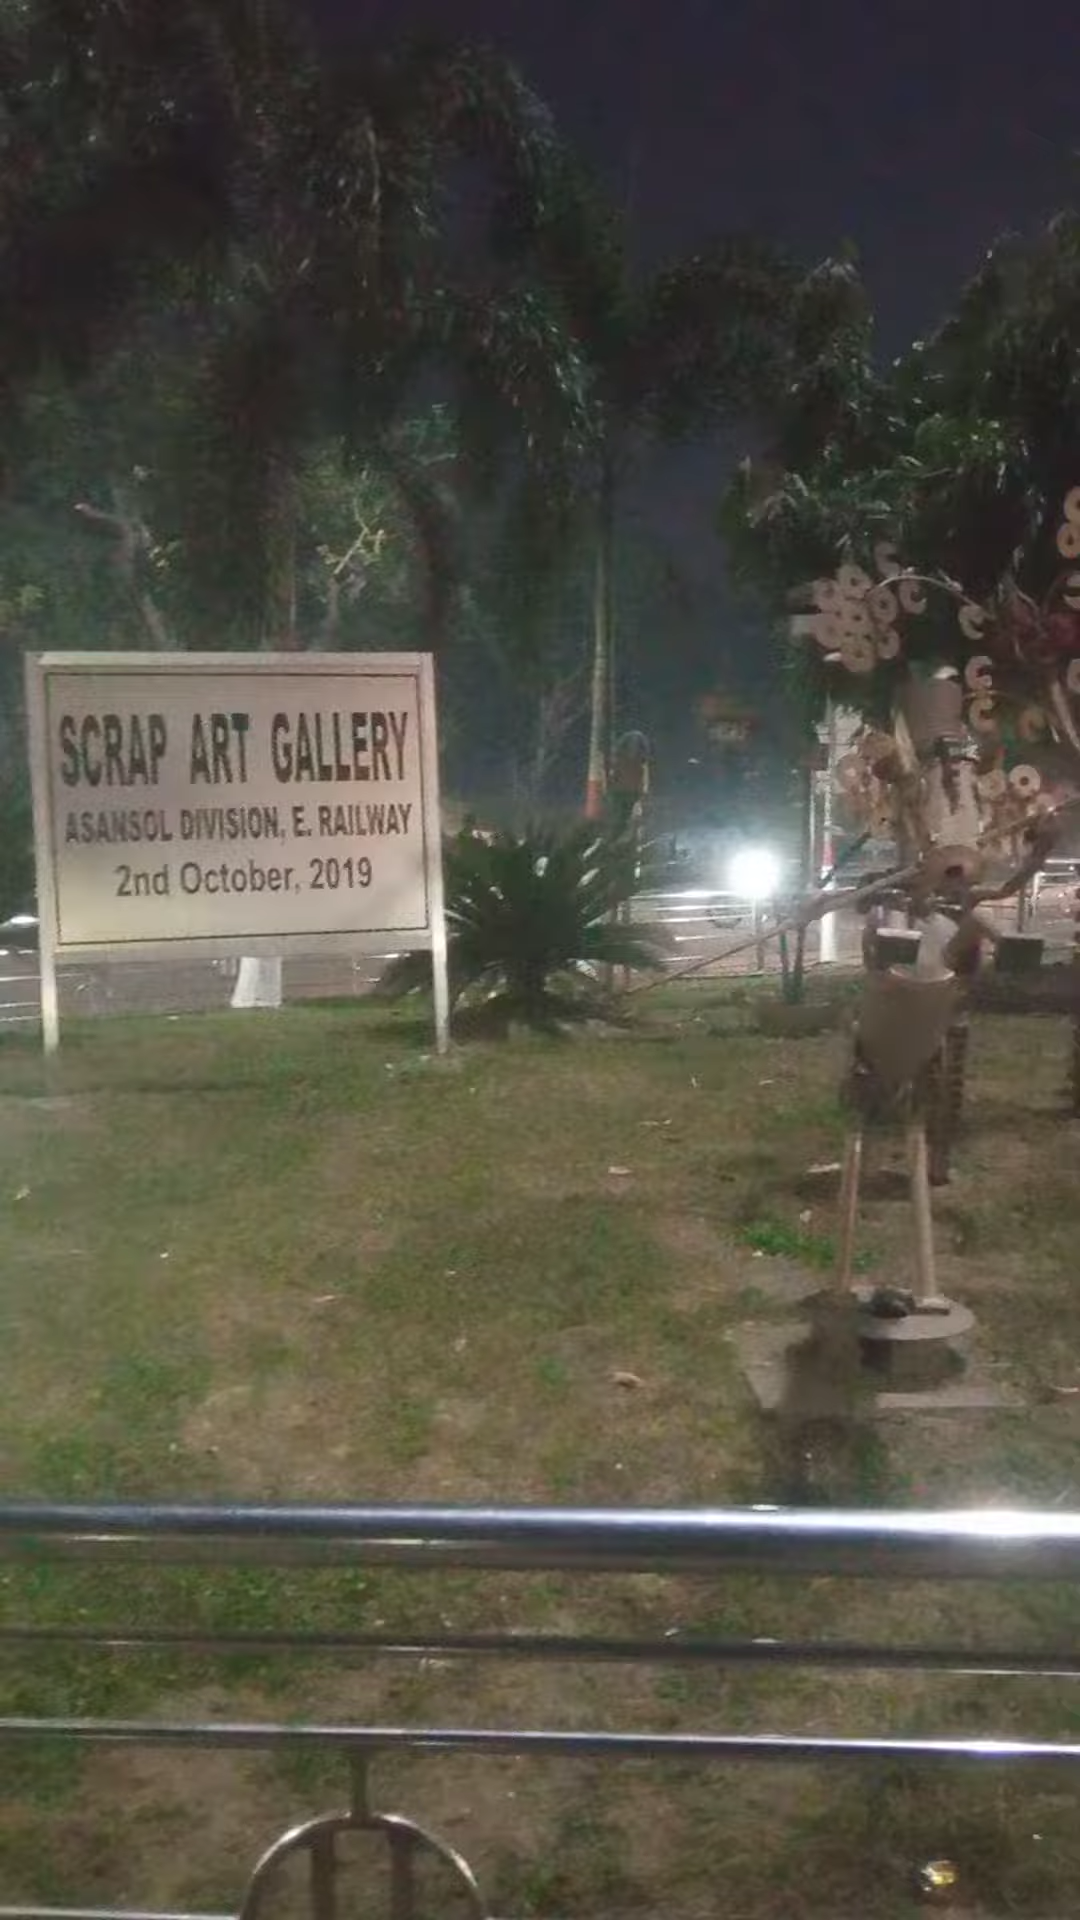 SCRAP ART GALLERY
ASANSOL DIVISION, E. RAILWAY
2nd October, 2019